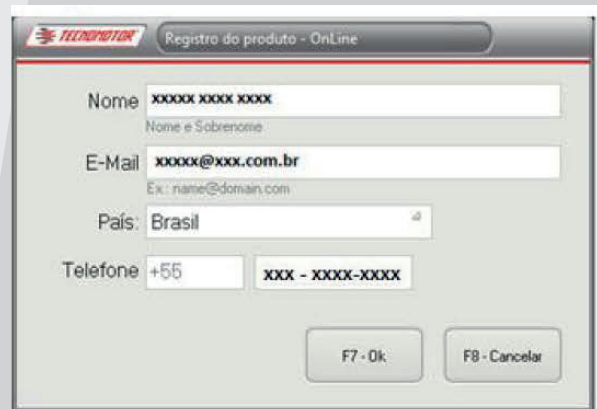 TECNOMOTOR Registro do produto - OnLine
Nome xxxxx xxxx xxxx
Nome e Sobrenome
E-Mail xxxxx@xxx.com.br
Ex.: name@domain.com
País: Brasil
Telefone +55 xxx - xxxx-xxxx
F7 - Ok F8 - Cancelar